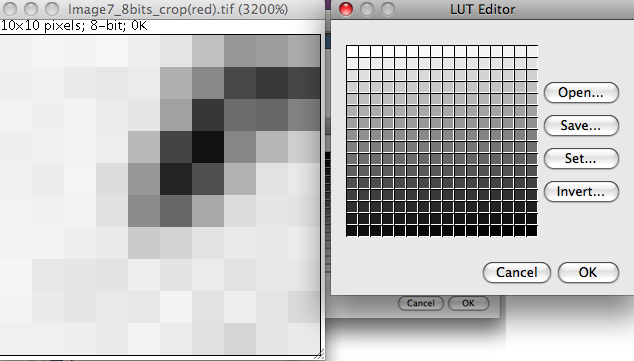 Image7_8bits_crop(red).tif (3200%)
10x10 pixels; 8-bit; 0K
LUT Editor
Open...
Save...
Set...
Invert...
Cancel
OK
Cancel
OK